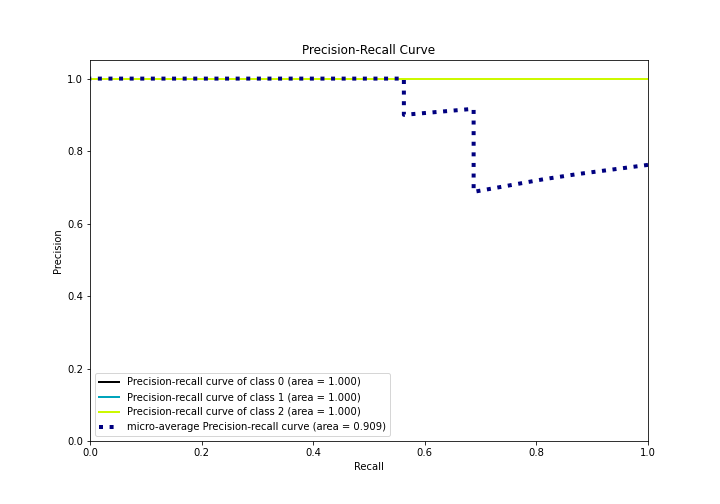 Precision-Recall Curve
1.0
0.8
0.6
0.4
0.2
0.0
Precision
Precision-recall curve of class 0 (area = 1.000)
Precision-recall curve of class 1 (area = 1.000)
Precision-recall curve of class 2 (area = 1.000)
micro-average Precision-recall curve (area = 0.909)
0.0 0.2 0.4 0.6 0.8 1.0
Recall